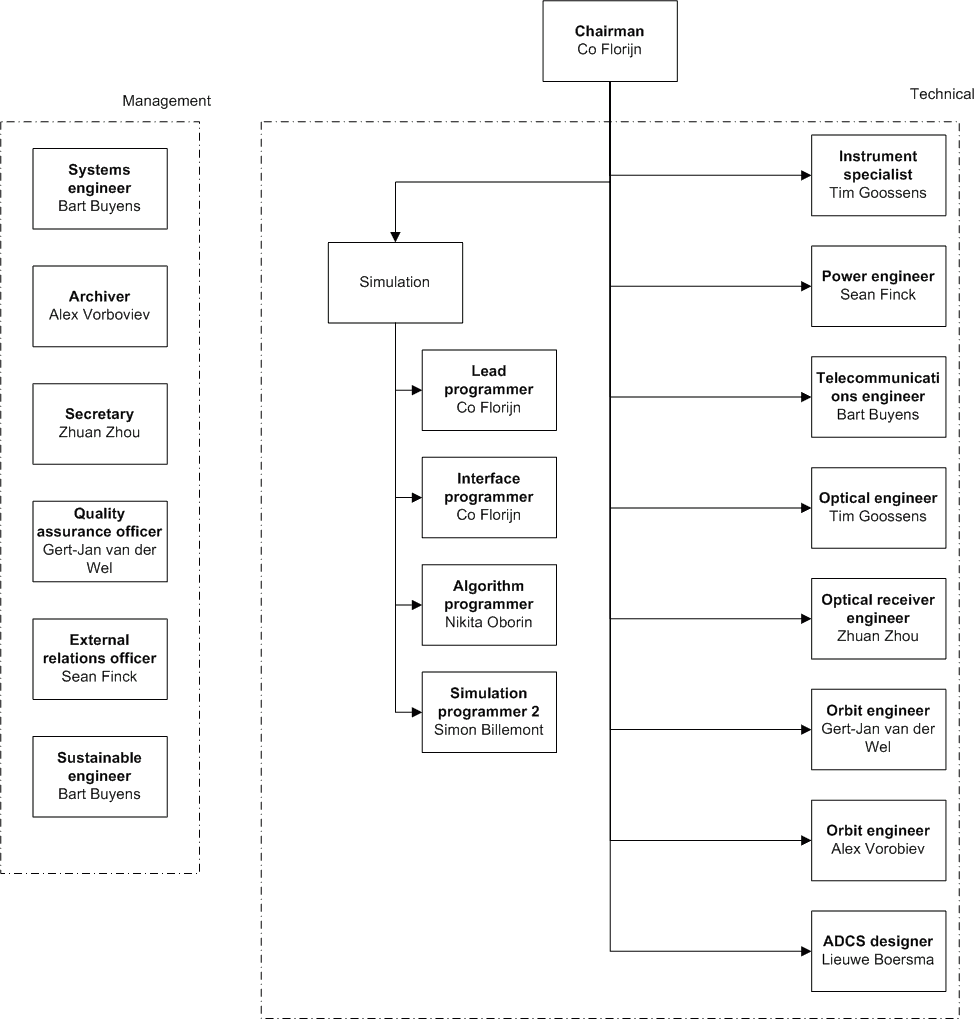 Chairman
Co Florijn
Management
Technical
Systems
engineer
Bart Buyens
Archiver
Alex Vorboviev
Secretary
Zhuan Zhou
Quality
assurance officer
Gert-Jan van der
Wel
External
relations officer
Sean Finck
Sustainable
engineer
Bart Buyens
Simulation
Lead
programmer
Co Florijn
Interface
programmer
Co Florijn
Algorithm
programmer
Nikita Oborin
Simulation
programmer 2
Simon Billemont
Instrument
specialist
Tim Goossens
Power engineer
Sean Finck
Telecommunicati
ons engineer
Bart Buyens
Optical engineer
Tim Goossens
Optical receiver
engineer
Zhuan Zhou
Orbit engineer
Gert-Jan van der
Wel
Orbit engineer
Alex Vorobiev
ADCS designer
Lieuwe Boersma